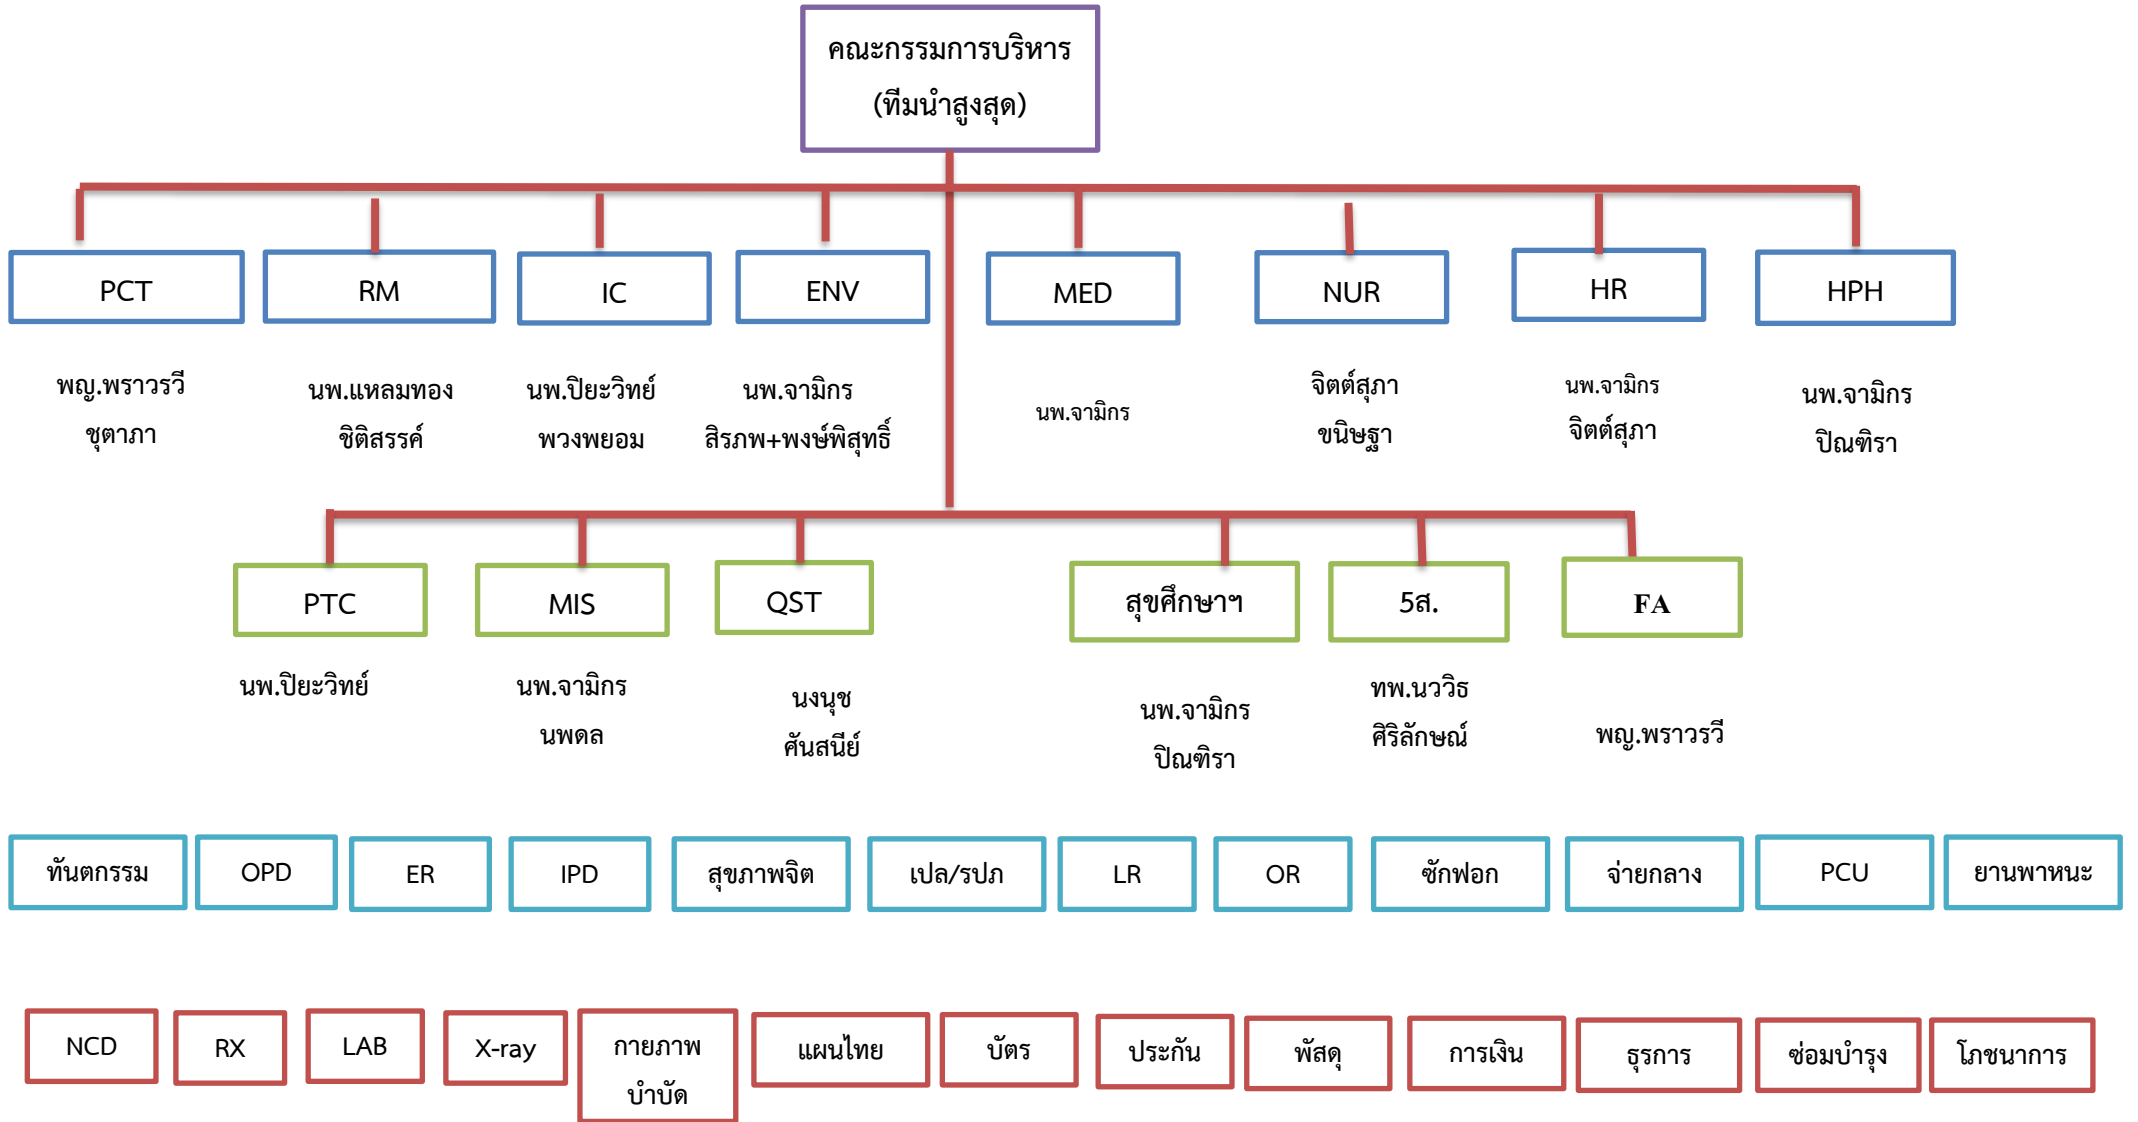 คณะกรรมการบริหาร
(ทีมนำสูงสุด)
PCT
RM
IC
ENV
MED
NUR
HR
HPH
พญ.พราวรวี
ชุตาภา
นพ.แหลมทอง
ชิติสรรค์
นพ.ปิยะวิทย์
พวงพยอม
นพ.จามิกร
สิรภพ+พงษ์พิสุทธิ์
นพ.จามิกร
จิตต์สุภา
ขนิษฐา
นพ.จามิกร
จิตต์สุภา
นพ.จามิกร
ปิณฑิรา
PTC
MIS
QST
สุขศึกษาฯ
5ส.
FA
นพ.ปิยะวิทย์
นพ.จามิกร
นพดล
นงนุช
ศันสนีย์
นพ.จามิกร
ปิณฑิรา
ทพ.นววิธ
ศิริลักษณ์
พญ.พราวรวี
ทันตกรรม
OPD
ER
IPD
สุขภาพจิต
เปล/รปภ
LR
OR
ซักฟอก
จ่ายกลาง
PCU
ยานพาหนะ
NCD
RX
LAB
X-ray
กายภาพ
บำบัด
แผนไทย
บัตร
ประกัน
พัสดุ
การเงิน
ธุรการ
ซ่อมบำรุง
โภชนาการ